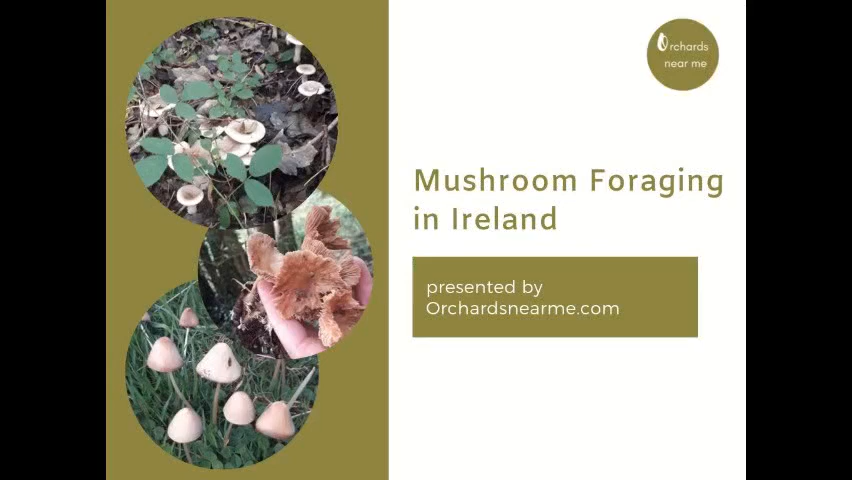 Orchards
near me
Mushroom Foraging
in Ireland
presented by
Orchardsnearme.com